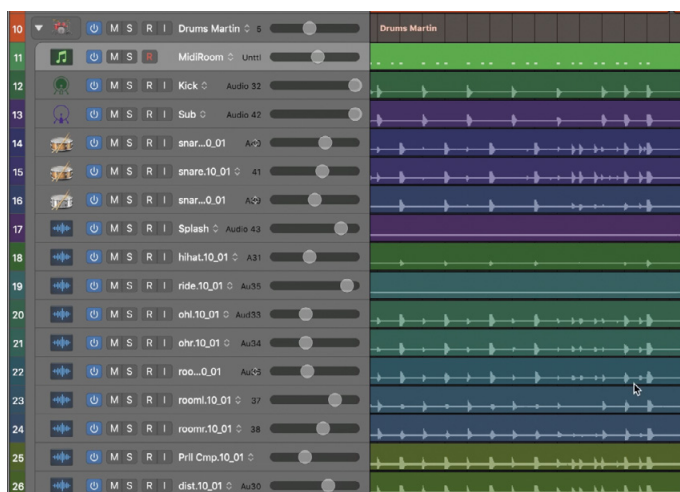 10 M S R I Drums Martin 5 Drums Martin
11 M S R MidiRoom Untti
12 M S R I Kick Audio 32
13 M S R I Sub Audio 42
14 M S R I snar...0_01
15 M S R I snare.10_01 41
16 M S R I snar...0_01
17 M S R I Splash Audio 43
18 M S R I hihat.10_01 A31
19 M S R I ride.10_01 Au35
20 M S R I ohl.10_01 Aud33
21 M S R I ohr.10_01 Au34
22 M S R I roo...0_01
23 M S R I rooml.10_01 37
24 M S R I roomr.10_01 38
25 M S R I Prll Cmp.10_01
26 M S R I dist.10_01 Au30